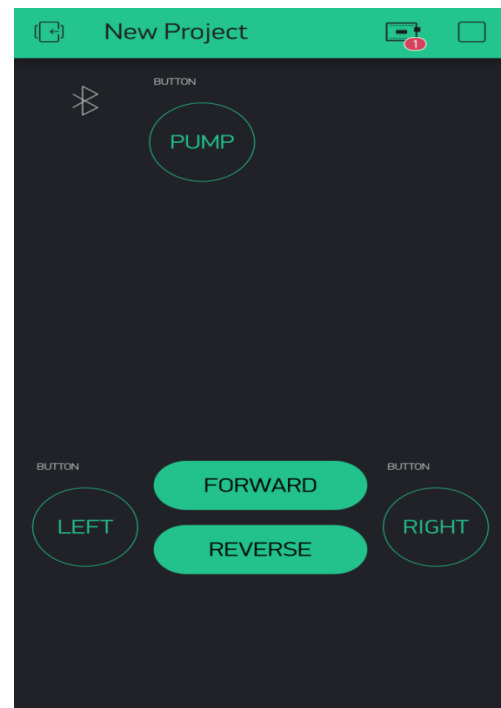 New Project
1
BUTTON
PUMP
BUTTON
BUTTON
FORWARD
LEFT
RIGHT
REVERSE